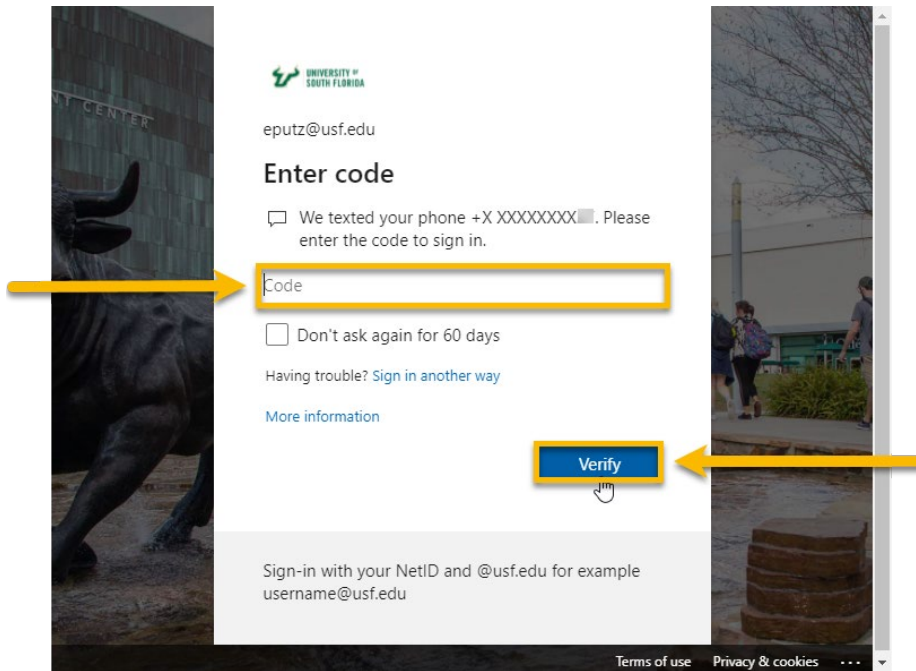 NT CENTER
UNIVERSITY of
SOUTH FLORIDA
eputz@usf.edu
Enter code
We texted your phone +X XXXXXXXX. Please
enter the code to sign in.
Code
Don't ask again for 60 days
Having trouble? Sign in another way
More information
Verify
Sign-in with your NetID and @usf.edu for example
username@usf.edu
Terms of use Privacy & cookies ...